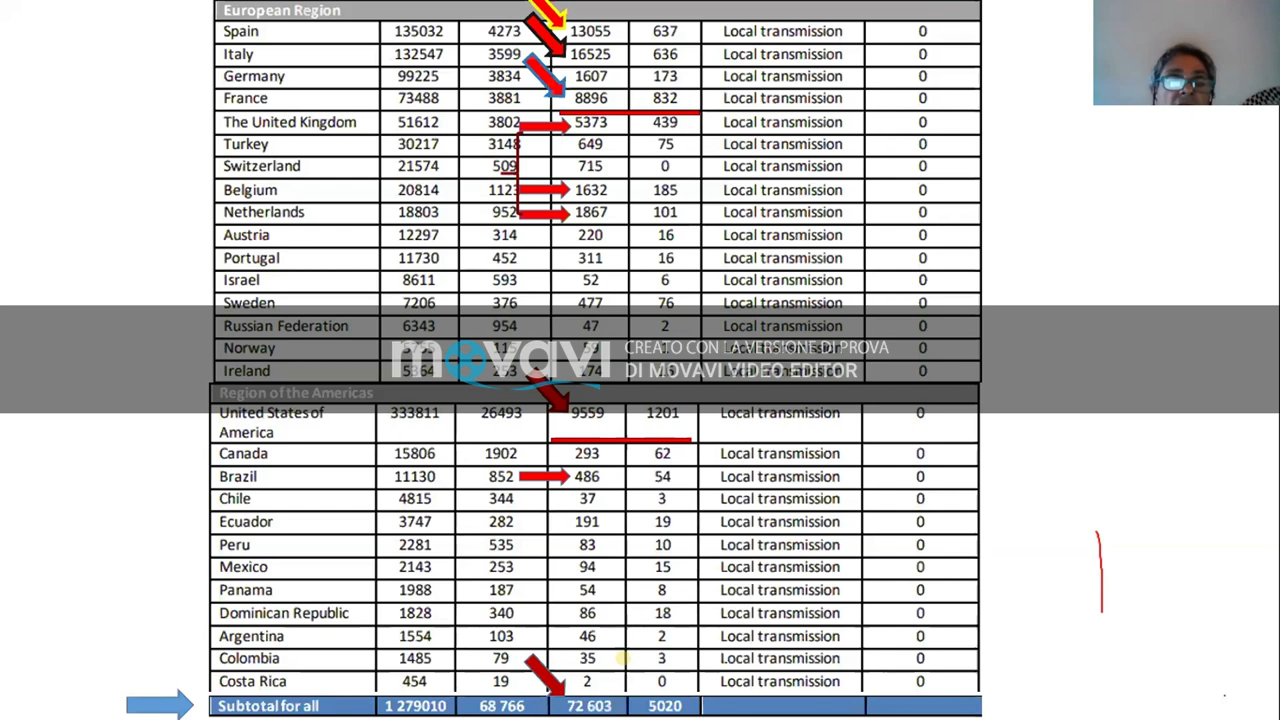 European Region
Spain 135032 4273 13055 637 Local transmission 0
Italy 132547 3599 16525 636 Local transmission 0
Germany 99225 3834 1607 173 Local transmission 0
France 73488 3881 8896 832 Local transmission 0
The United Kingdom 51612 3802 5373 439 Local transmission 0
Turkey 30217 3148 649 75 Local transmission 0
Switzerland 21574 509 715 0 Local transmission 0
Belgium 20814 1123 1632 185 Local transmission 0
Netherlands 18803 952 1867 101 Local transmission 0
Austria 12297 314 220 16 Local transmission 0
Portugal 11730 452 311 16 Local transmission 0
Israel 8611 593 52 6 Local transmission 0
Sweden 7206 376 477 76 Local transmission 0
Russian Federation 6343 954 47 2 Local transmission 0
Norway 0
movavi CREATO CON LA VERSIONE DI PROVA
DI MOVAVI VIDEO EDITOR
Ireland 0
Region of the Americas
United States of
America 333811 26493 9559 1201 Local transmission 0
Canada 15806 1902 293 62 Local transmission 0
Brazil 11130 852 486 54 Local transmission 0
Chile 4815 344 37 3 Local transmission 0
Ecuador 3747 282 191 19 Local transmission 0
Peru 2281 535 83 10 Local transmission 0
Mexico 2143 253 94 15 Local transmission 0
Panama 1988 187 54 8 Local transmission 0
Dominican Republic 1828 340 86 18 Local transmission 0
Argentina 1554 103 46 2 Local transmission 0
Colombia 1485 79 35 3 Local transmission 0
Costa Rica 454 19 2 0 Local transmission 0
Subtotal for all 1 279010 68 766 72 603 5020